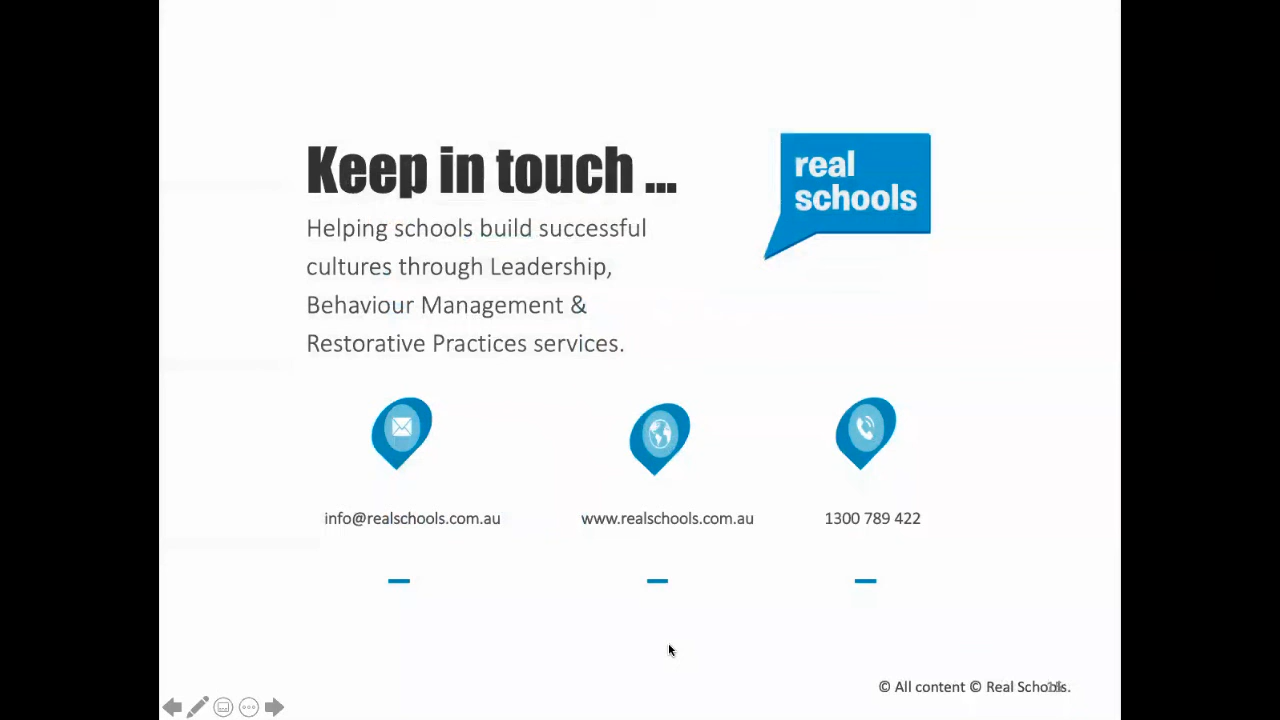 Keep in touch ...
real
schools
Helping schools build successful
cultures through Leadership,
Behaviour Management &
Restorative Practices services.
info@realschools.com.au
www.realschools.com.au
1300 789 422
© All content © Real Schools.